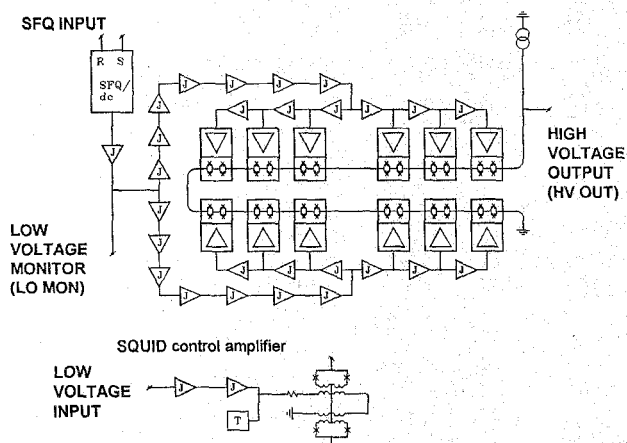 SFQ INPUT
R S
SFQ/
dc
J
J J J J
J
J
J
J J J J J J
J
LOW
VOLTAGE
MONITOR
(LO MON)
J
J
J
J J J J J J
J J J J
HIGH
VOLTAGE
OUTPUT
(HV OUT)
SQUID control amplifier
LOW
VOLTAGE
INPUT
J J
T